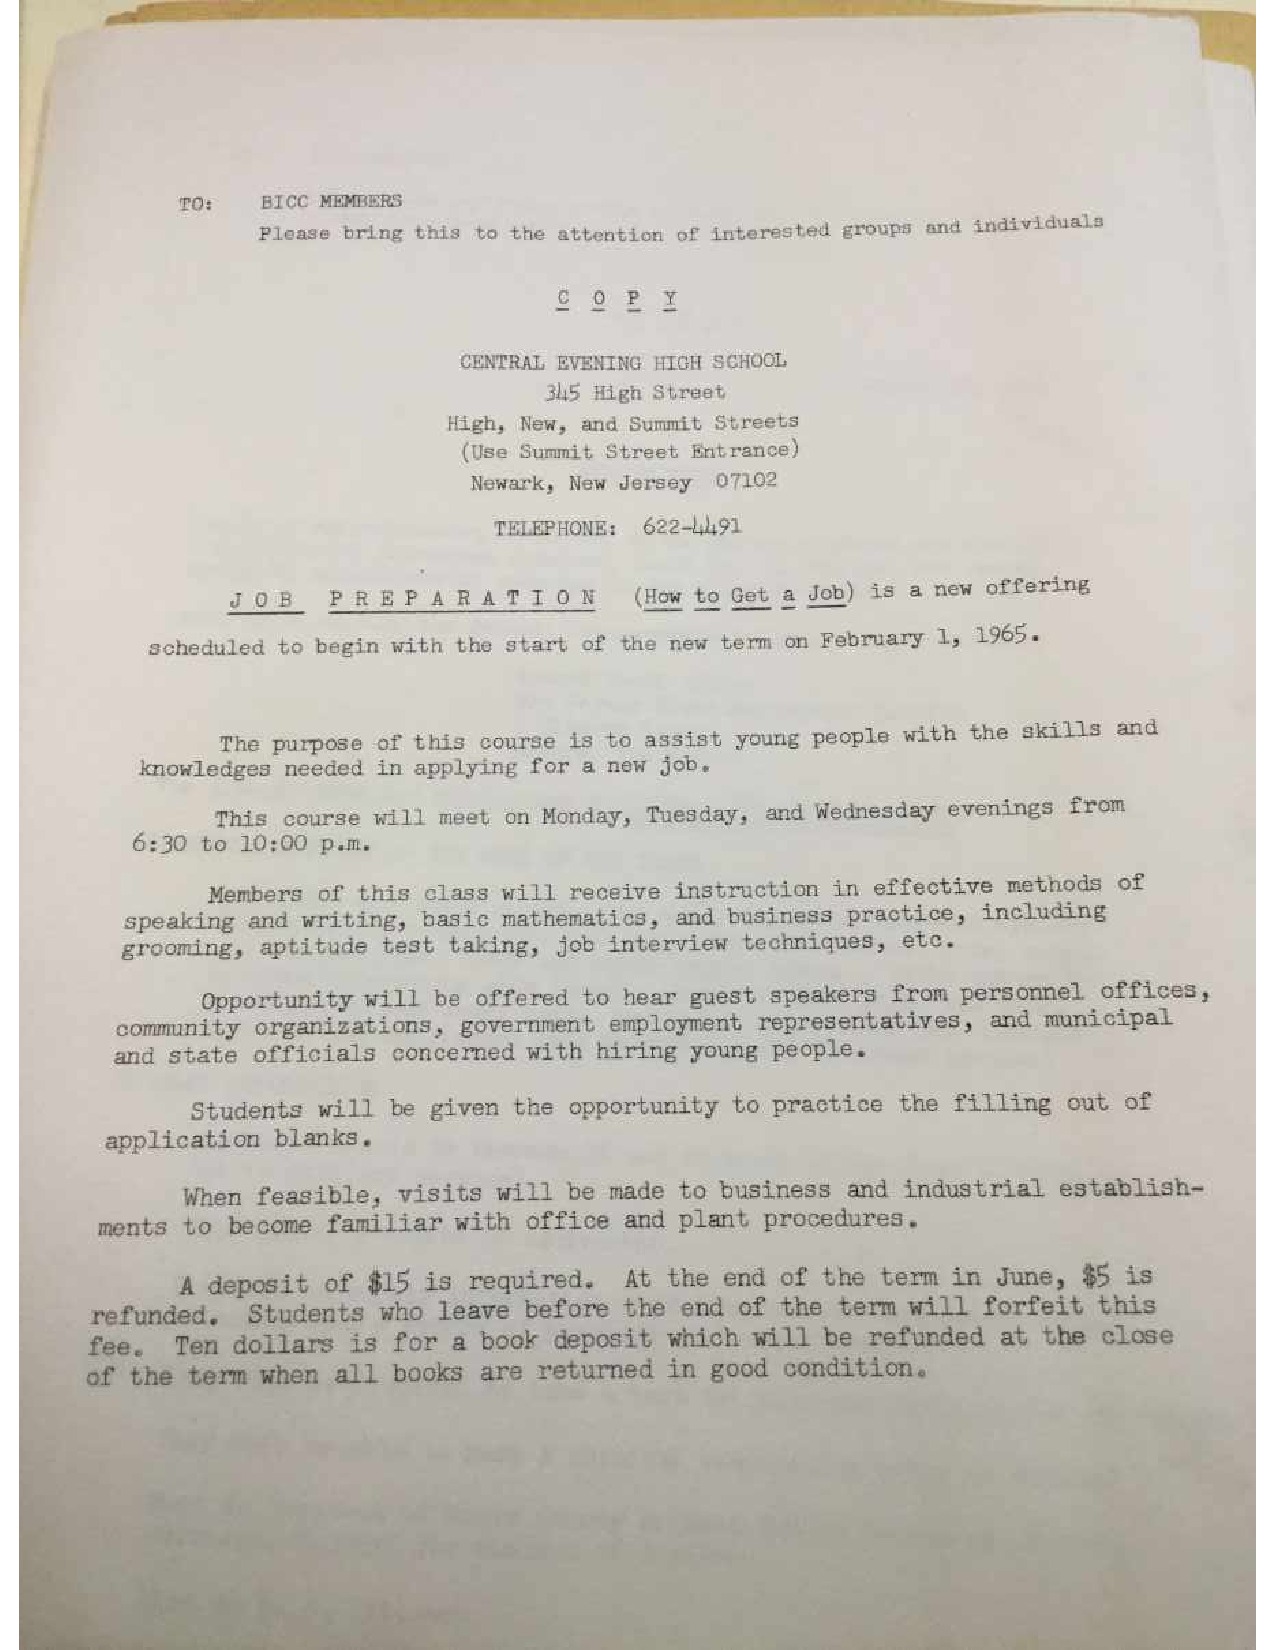 TO: BICC MEMBERS
Please bring this to the attention of interested groups and individuals
C O P Y
CENTRAL EVENING HIGH SCHOOL
345 High Street
High, New, and Summit Streets
(Use Summit Street Entrance)
Newark, New Jersey 07102
TELEPHONE: 622-4491
J O B P R E P A R A T I O N (How to Get a Job) is a new offering
scheduled to begin with the start of the new term on February 1, 1965.
The purpose of this course is to assist young people with the skills and
knowledges needed in applying for a new job.
This course will meet on Monday, Tuesday, and Wednesday evenings from
6:30 to 10:00 p.m.
Members of this class will receive instruction in effective methods of
speaking and writing, basic mathematics, and business practice, including
grooming, aptitude test taking, job interview techniques, etc.
Opportunity will be offered to hear guest speakers from personnel offices,
community organizations, government employment representatives, and municipal
and state officials concerned with hiring young people.
Students will be given the opportunity to practice the filling out of
application blanks.
When feasible, visits will be made to business and industrial establish-
ments to become familiar with office and plant procedures.
A deposit of $15 is required. At the end of the term in June, $5 is
refunded. Students who leave before the end of the term will forfeit this
fee. Ten dollars is for a book deposit which will be refunded at the close
of the term when all books are returned in good condition.